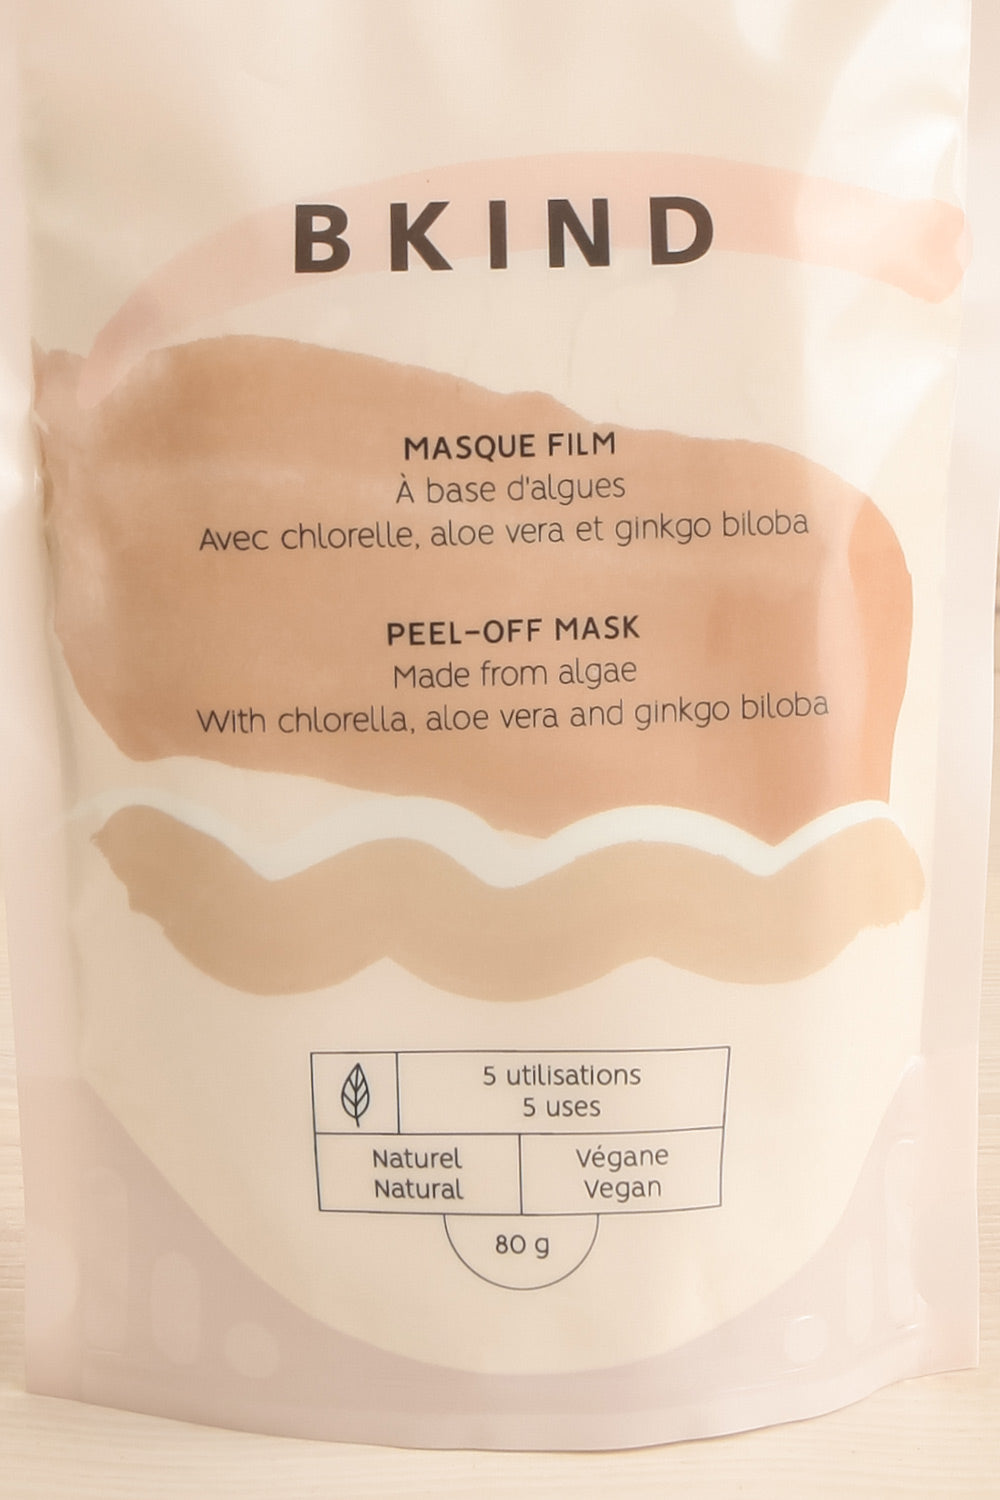 BKIND
MASQUE FILM
À base d'algues
Avec chlorelle, aloe vera et ginkgo biloba
PEEL-OFF MASK
Made from algae
With chlorella, aloe vera and ginkgo biloba
5 utilisations
5 uses
Naturel
Natural
Végane
Vegan
80 g